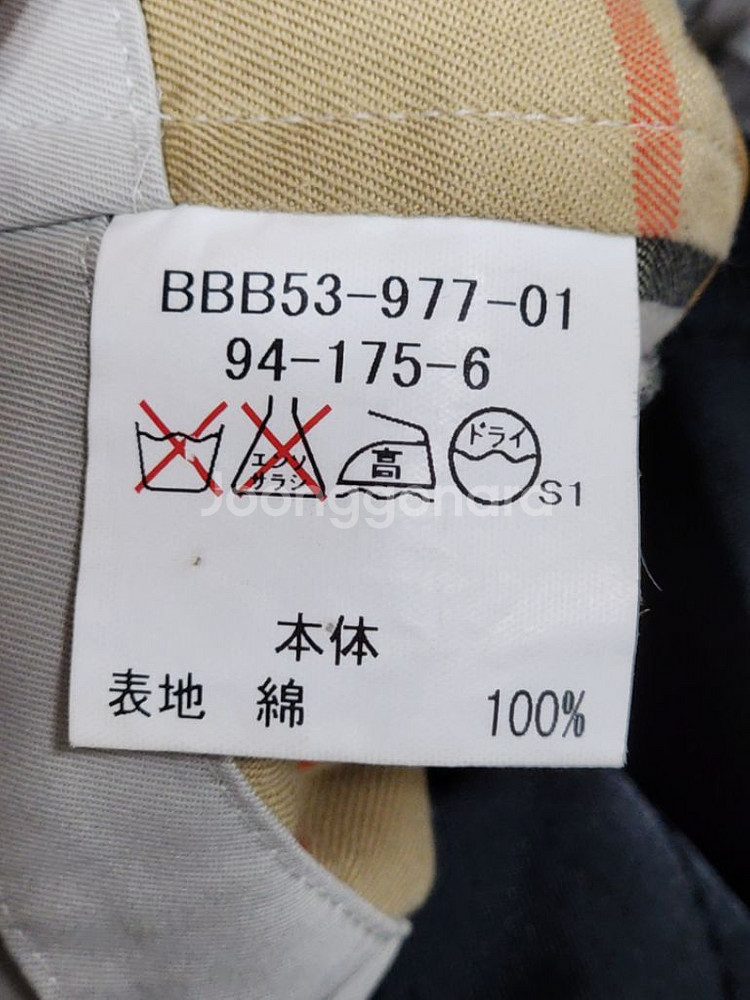 BBB53-977-01
94-175-6
エンソ
サラシ
高
ドライ
S1
Joonggonara
本体
表地 綿 100%